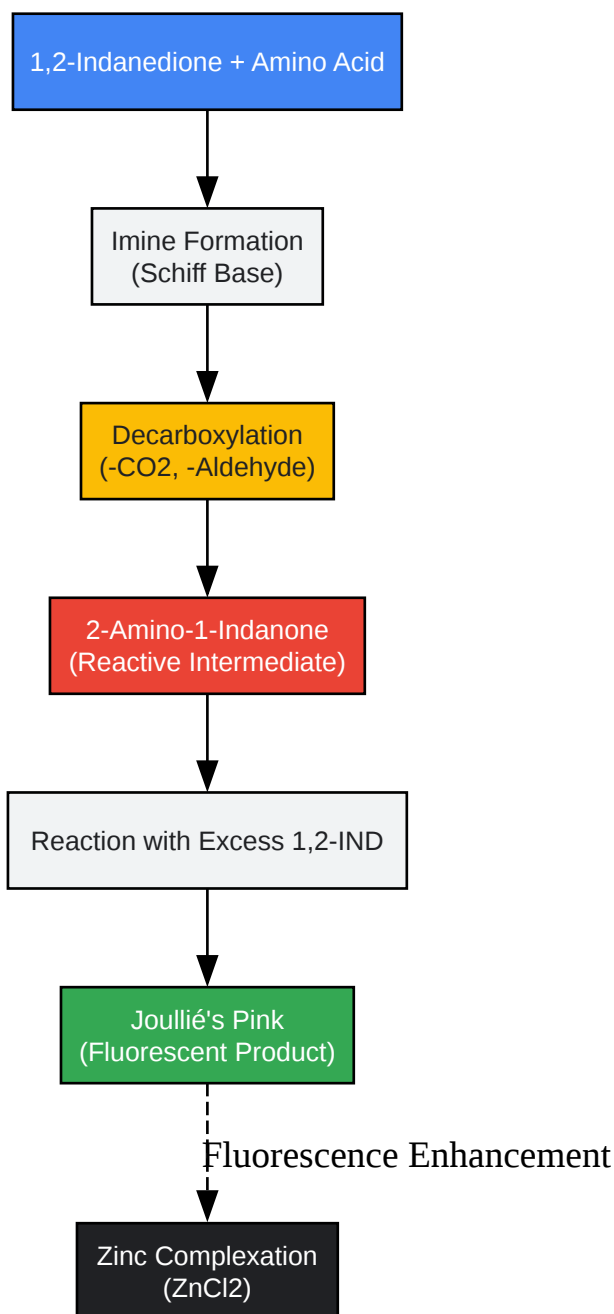 1,2-Indanedione + Amino Acid
Imine Formation
(Schiff Base)
Decarboxylation
(-CO2, -Aldehyde)
2-Amino-1-Indanone
(Reactive Intermediate)
Reaction with Excess 1,2-IND
Joullié's Pink
(Fluorescent Product)
Fluorescence Enhancement
Zinc Complexation
(ZnCl2)